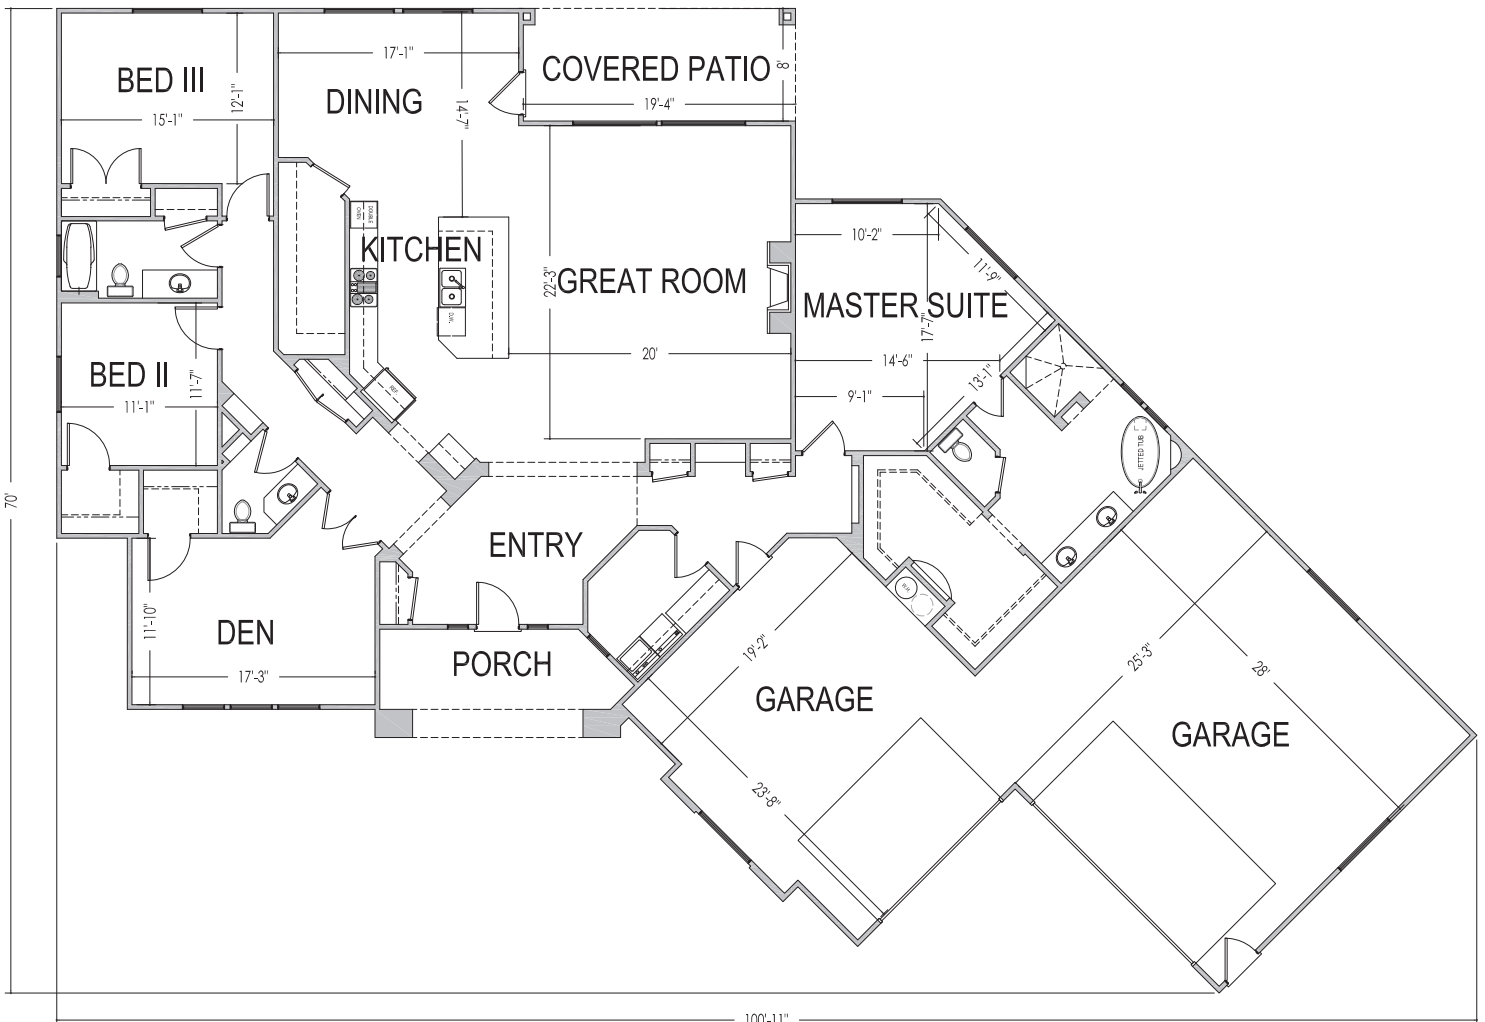 17'-1"
BED III
COVERED PATIO
8'
DINING
12'-1"
14'-7"
19'-4"
15'-1"
DOUBLE OVEN
KITCHEN
10'-2"
11'-9"
GREAT ROOM
22'-3"
MASTER SUITE
D.W.
17'-7"
20'
14'-6"
13'-1"
BED II
11'-7"
REF.
9'-1"
11'-1"
JETTED TUB
70'
ENTRY
W.H.
11'-10"
DEN
19'-2"
25'-3"
28'
PORCH
17'-3"
GARAGE
GARAGE
23'-8"
100'-11"